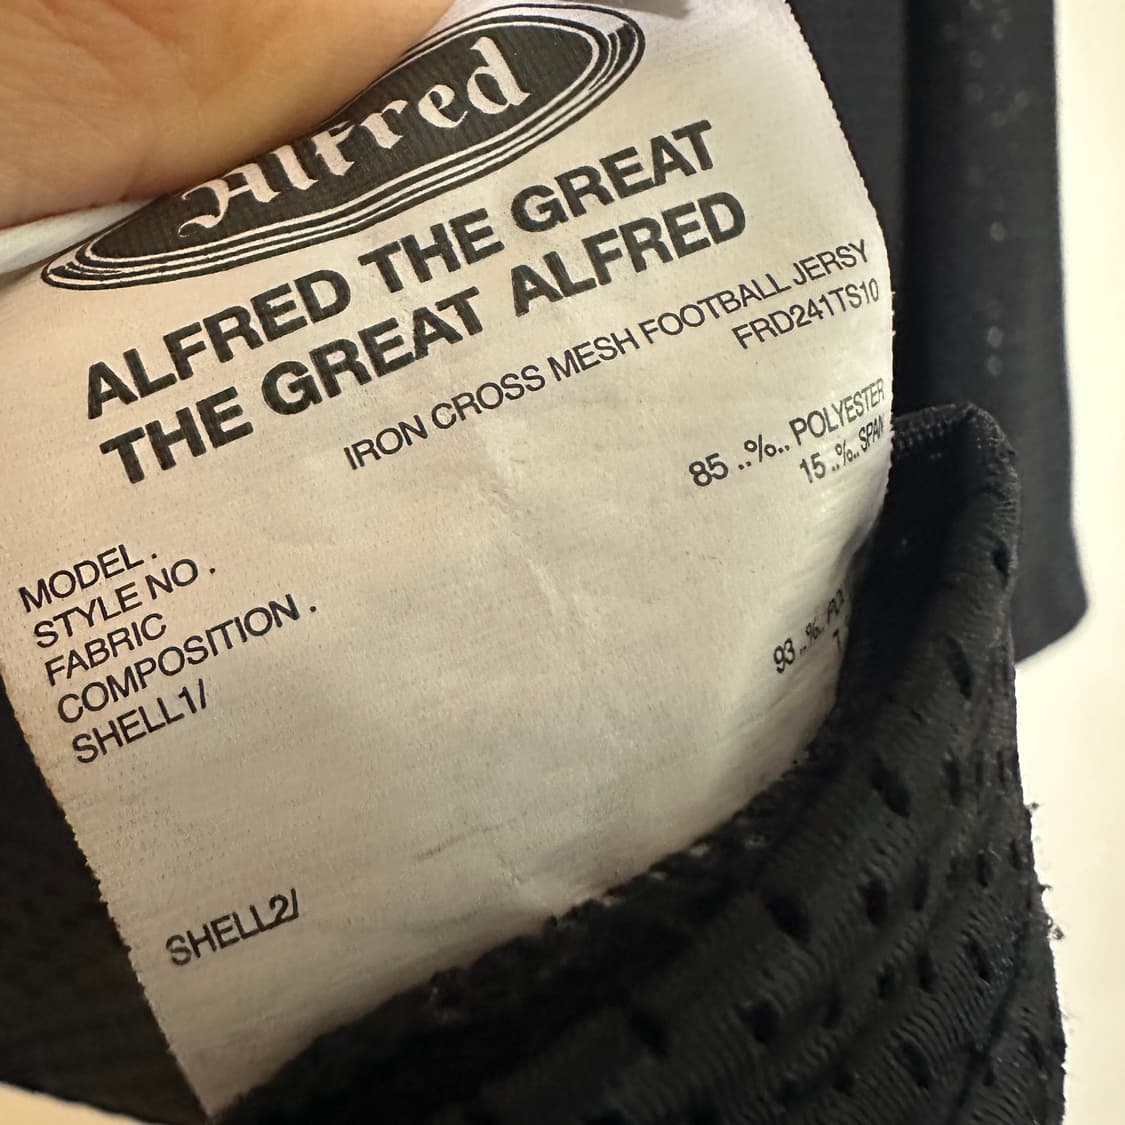 Alfred
ALFRED THE GREAT
THE GREAT ALFRED
IRON CROSS MESH FOOTBALL JERSY
FRD241TS10
85 ..%.. POLYESTER
15 ..%..
MODEL .
STYLE NO .
FABRIC
COMPOSITION .
SHELL1/
93 ..%..
SHELL2/